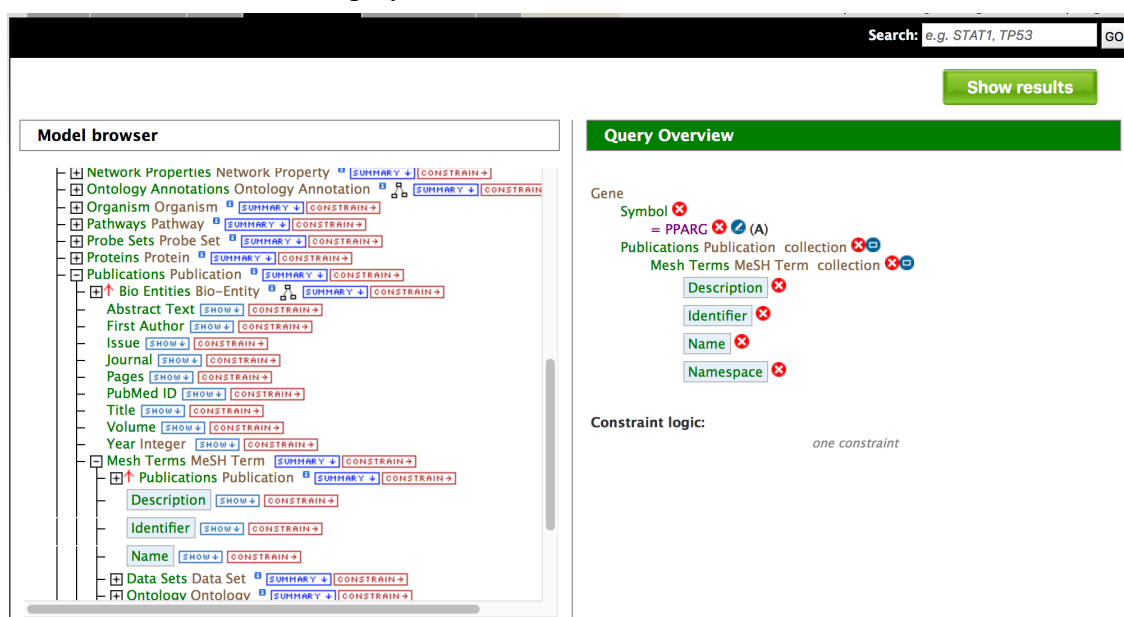 Search: e.g. STAT1, TP53 GO
Show results
Model browser
Network Properties Network Property SUMMARY CONSTRAIN
Ontology Annotations Ontology Annotation SUMMARY CONSTRAIN
Organism Organism SUMMARY CONSTRAIN
Pathways Pathway SUMMARY CONSTRAIN
Probe Sets Probe Set SUMMARY CONSTRAIN
Proteins Protein SUMMARY CONSTRAIN
Publications Publication SUMMARY CONSTRAIN
Bio Entities Bio-Entity SUMMARY CONSTRAIN
Abstract Text SHOW CONSTRAIN
First Author SHOW CONSTRAIN
Issue SHOW CONSTRAIN
Journal SHOW CONSTRAIN
Pages SHOW CONSTRAIN
PubMed ID SHOW CONSTRAIN
Title SHOW CONSTRAIN
Volume SHOW CONSTRAIN
Year Integer SHOW CONSTRAIN
Mesh Terms MeSH Term SUMMARY CONSTRAIN
Publications Publication SUMMARY CONSTRAIN
Description SHOW CONSTRAIN
Identifier SHOW CONSTRAIN
Name SHOW CONSTRAIN
Data Sets Data Set SUMMARY CONSTRAIN
Ontology Ontology SUMMARY CONSTRAIN
Query Overview
Gene
Symbol
= PPARG (A)
Publications Publication collection
Mesh Terms MeSH Term collection
Description
Identifier
Name
Namespace
Constraint logic:
one constraint